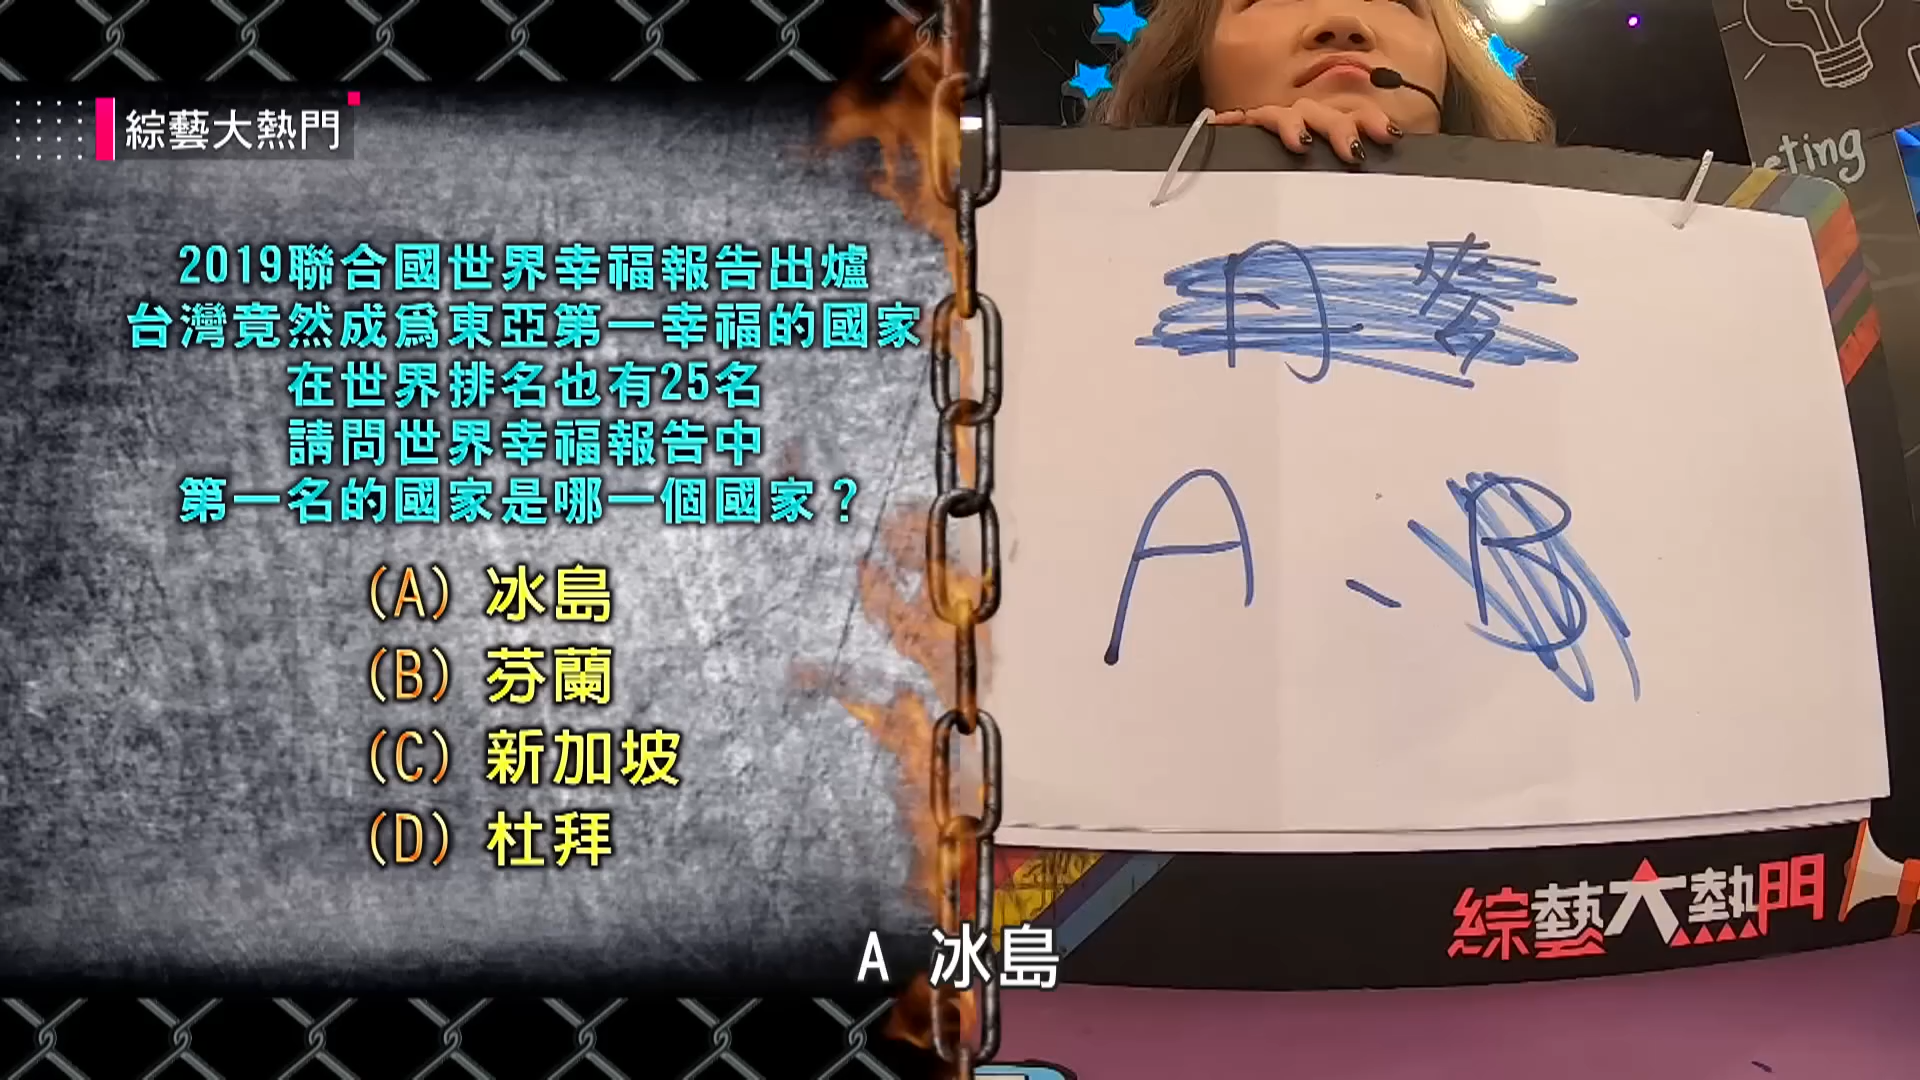 綜藝大熱門
2019聯合國世界幸福報告出爐
台灣竟然成為東亞第一幸福的國家
在世界排名也有25名
請問世界幸福報告中
第一名的國家是哪一個國家？
(A) 冰島
(B) 芬蘭
(C) 新加坡
(D) 杜拜
eting
A、B
綜藝大熱門
A 冰島